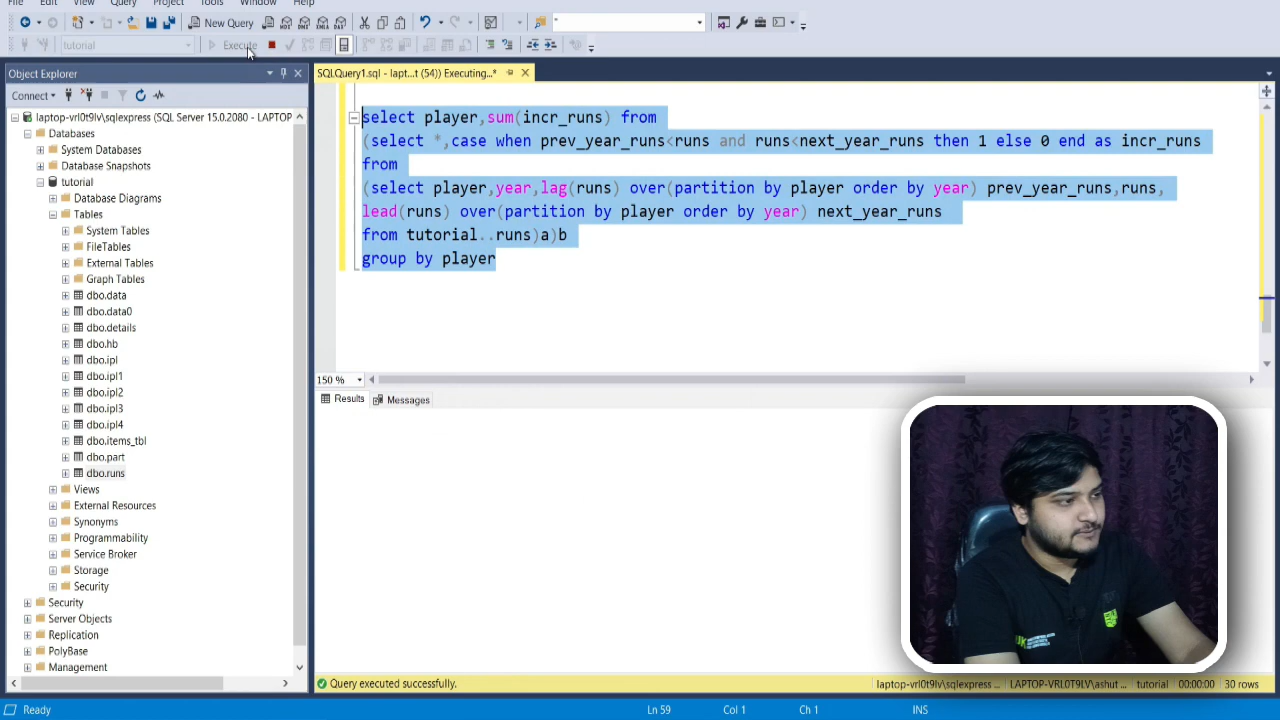 File Edit View Query Project Tools Window Help
New Query
tutorial Execute
Object Explorer
Connect
laptop-vrl0t9lv\sqlexpress (SQL Server 15.0.2080 - LAPTOP
Databases
System Databases
Database Snapshots
tutorial
Database Diagrams
Tables
System Tables
FileTables
External Tables
Graph Tables
dbo.data
dbo.data0
dbo.details
dbo.hb
dbo.ipl
dbo.ipl1
dbo.ipl2
dbo.ipl3
dbo.ipl4
dbo.items_tbl
dbo.part
dbo.runs
Views
External Resources
Synonyms
Programmability
Service Broker
Storage
Security
Security
Server Objects
Replication
PolyBase
Management
SQLQuery1.sql - lapt...t (54)) Executing...*
select player,sum(incr_runs) from
(select *,case when prev_year_runs<runs and runs<next_year_runs then 1 else 0 end as incr_runs
from
(select player,year,lag(runs) over(partition by player order by year) prev_year_runs,runs,
lead(runs) over(partition by player order by year) next_year_runs
from tutorial..runs)a)b
group by player
150 %
Results Messages
Query executed successfully. laptop-vrl0t9lv\sqlexpress ... LAPTOP-VRL0T9LV\ashut ... tutorial 00:00:00 30 rows
Ready Ln 59 Col 1 Ch 1 INS